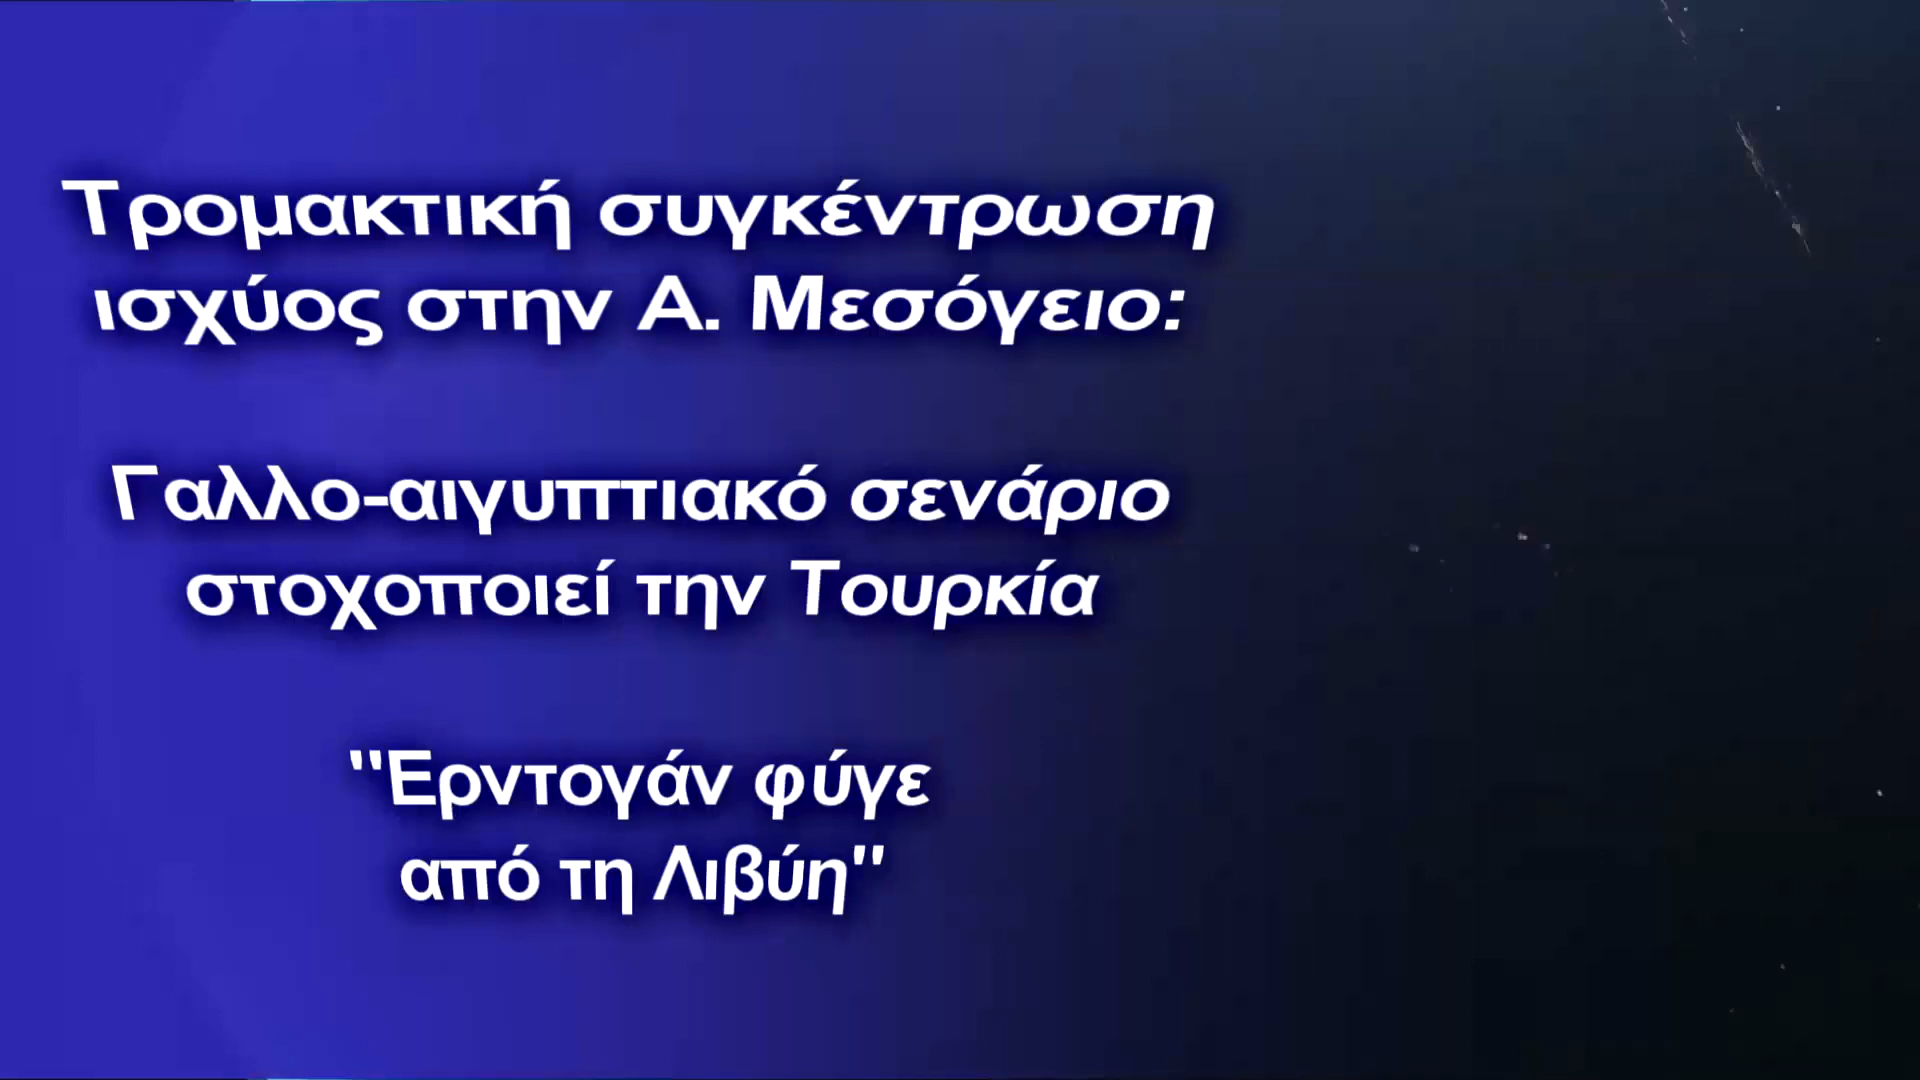 Τρομακτική συγκέντρωση
ισχύος στην Α. Μεσόγειο:
Γαλλο-αιγυπτιακό σενάριο
στοχοποιεί την Τουρκία
"Ερντογάν φύγε
από τη Λιβύη"